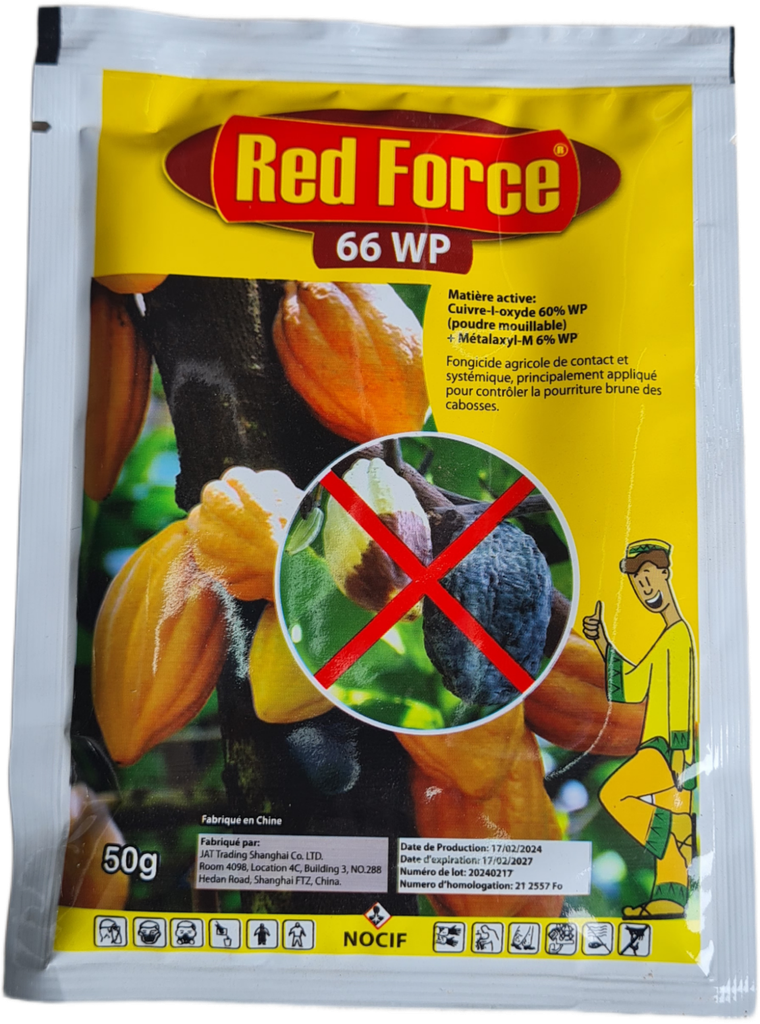 Red Force®
66 WP
Matière active:
Cuivre-I-oxyde 60% WP
(poudre mouillable)
+ Métalaxyl-M 6% WP
Fongicide agricole de contact et
systémique, principalement appliqué
pour contrôler la pourriture brune des
cabosses.
Fabriqué en Chine
50g
Fabriqué par:
JAT Trading Shanghai Co. LTD.
Room 4098, Location 4C, Building 3, NO.288
Hedan Road, Shanghai FTZ, China.
Date de Production: 17/02/2024
Date d'expiration: 17/02/2027
Numéro de lot: 20240217
Numero d'homologation: 21 2557 Fo
NOCIF